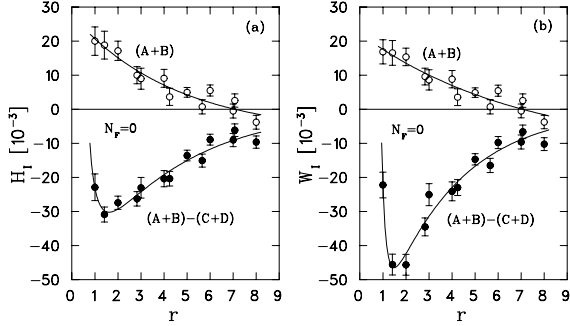 30
20
10
0
−10
−20
−30
−40
−50
H_I [10^{-3}]
(a)
(A+B)
N_F=0
(A+B)−(C+D)
0 1 2 3 4 5 6 7 8 9
r
30
20
10
0
−10
−20
−30
−40
−50
W_I [10^{-3}]
(b)
(A+B)
N_F=0
(A+B)−(C+D)
0 1 2 3 4 5 6 7 8 9
r